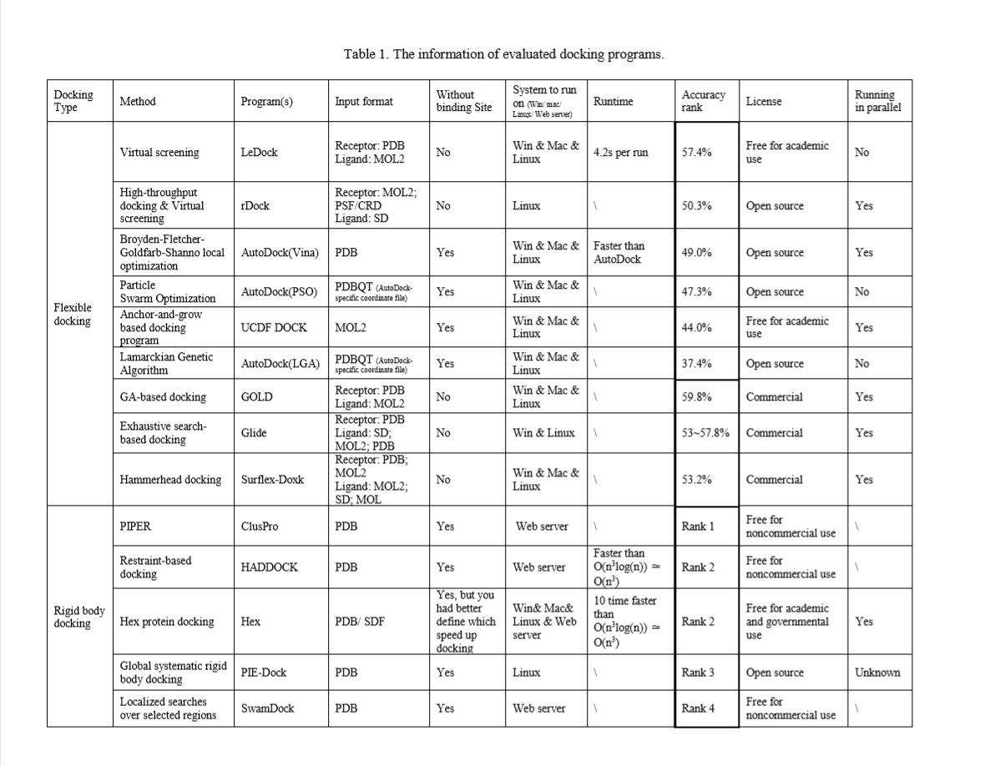 Table 1. The information of evaluated docking programs.
Docking
Type
Method
Program(s)
Input format
Without
binding Site
System to run
on (Win/ mac/
Linux/ Web server)
Runtime
Accuracy
rank
License
Running
in parallel
Flexible
docking
Virtual screening
LeDock
Receptor: PDB
Ligand: MOL2
No
Win & Mac &
Linux
4.2s per run
57.4%
Free for academic
use
No
High-throughput
docking & Virtual
screening
rDock
Receptor: MOL2;
PSF/CRD
Ligand: SD
No
Linux
\
50.3%
Open source
Yes
Broyden-Fletcher-
Goldfarb-Shanno local
optimization
AutoDock(Vina)
PDB
Yes
Win & Mac &
Linux
Faster than
AutoDock
49.0%
Open source
Yes
Particle
Swarm Optimization
AutoDock(PSO)
PDBQT (AutoDock-
specific coordinate file)
Yes
Win & Mac &
Linux
\
47.3%
Open source
No
Anchor-and-grow
based docking
program
UCDF DOCK
MOL2
Yes
Win & Mac &
Linux
\
44.0%
Free for academic
use
Yes
Lamarckian Genetic
Algorithm
AutoDock(LGA)
PDBQT (AutoDock-
specific coordinate file)
Yes
Win & Mac &
Linux
\
37.4%
Open source
No
GA-based docking
GOLD
Receptor: PDB
Ligand: MOL2
No
Win & Mac &
Linux
\
59.8%
Commercial
Yes
Exhaustive search-
based docking
Glide
Receptor: PDB
Ligand: SD;
MOL2; PDB
No
Win & Linux
\
53~57.8%
Commercial
Yes
Hammerhead docking
Surflex-Doxk
Receptor: PDB;
MOL2
Ligand: MOL2;
SD; MOL
No
Win & Mac &
Linux
\
53.2%
Commercial
Yes
Rigid body
docking
PIPER
ClusPro
PDB
Yes
Web server
\
Rank 1
Free for
noncommercial use
\
Restraint-based
docking
HADDOCK
PDB
Yes
Web server
Faster than
O(n³log(n)) ≃
O(n³)
Rank 2
Free for
noncommercial use
\
Hex protein docking
Hex
PDB/ SDF
Yes, but you
had better
define which
speed up
docking
Win& Mac&
Linux & Web
server
10 time faster
than
O(n³log(n)) ≃
O(n³)
Rank 2
Free for academic
and governmental
use
Yes
Global systematic rigid
body docking
PIE-Dock
PDB
Yes
Linux
\
Rank 3
Open source
Unknown
Localized searches
over selected regions
SwamDock
PDB
Yes
Web server
\
Rank 4
Free for
noncommercial use
\